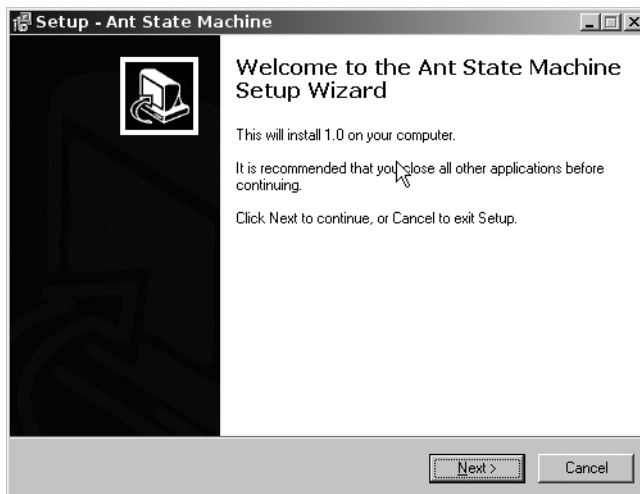 Setup - Ant State Machine
Welcome to the Ant State Machine
Setup Wizard
This will install 1.0 on your computer.
It is recommended that you close all other applications before
continuing.
Click Next to continue, or Cancel to exit Setup.
Next >
Cancel